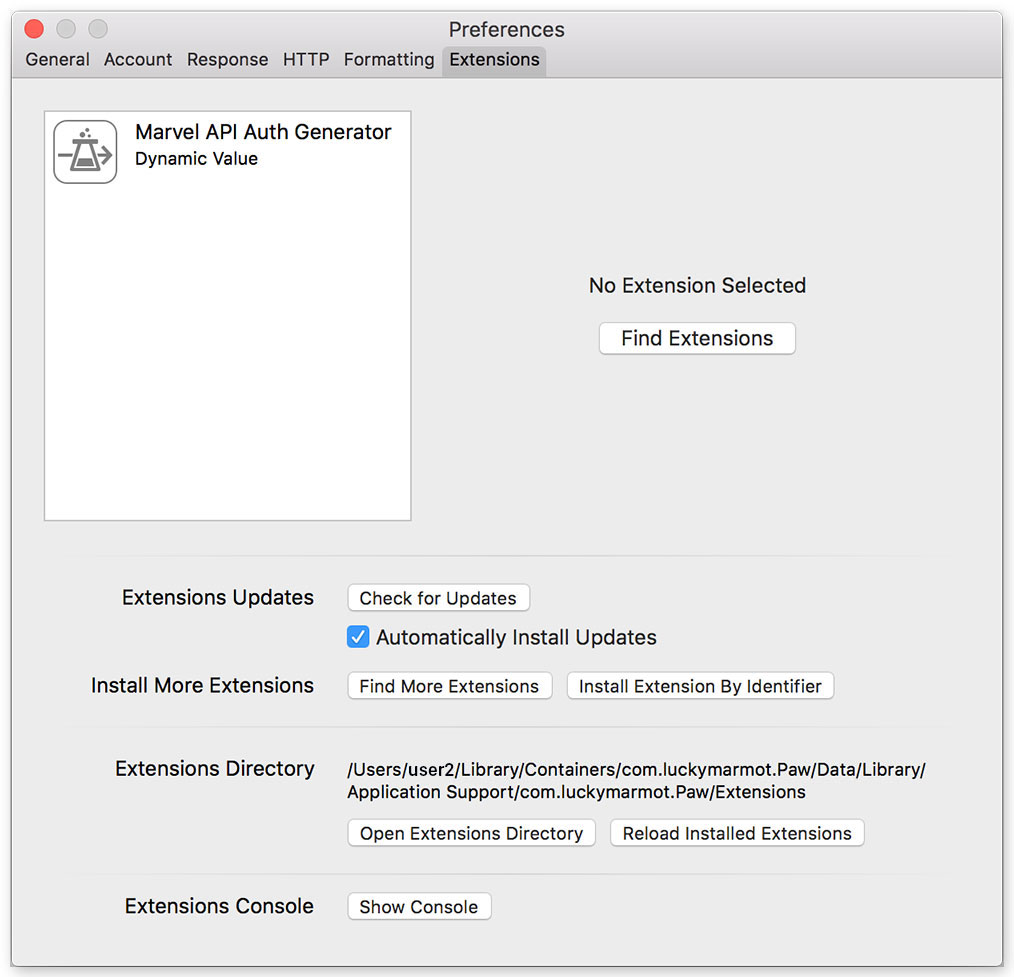 Preferences
General Account Response HTTP Formatting Extensions
Marvel API Auth Generator
Dynamic Value
No Extension Selected
Find Extensions
Extensions Updates Check for Updates
Automatically Install Updates
Install More Extensions Find More Extensions Install Extension By Identifier
Extensions Directory /Users/user2/Library/Containers/com.luckymarmot.Paw/Data/Library/
Application Support/com.luckymarmot.Paw/Extensions
Open Extensions Directory Reload Installed Extensions
Extensions Console Show Console